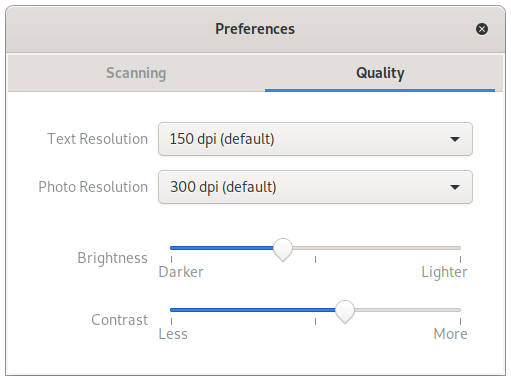 Preferences
Scanning Quality
Text Resolution 150 dpi (default)
Photo Resolution 300 dpi (default)
Brightness
Darker Lighter
Contrast
Less More